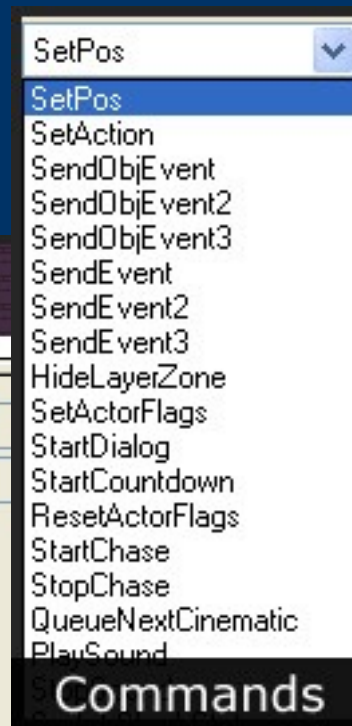 SetPos
SetPos
SetAction
SendObjEvent
SendObjEvent2
SendObjEvent3
SendEvent
SendEvent2
SendEvent3
HideLayerZone
SetActorFlags
StartDialog
StartCountdown
ResetActorFlags
StartChase
StopChase
QueueNextCinematic
PlaySound
Commands